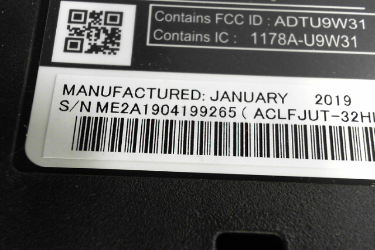 Contains FCC ID : ADTU9W31
Contains IC : 1178A-U9W31
MANUFACTURED: JANUARY 2019
S/N ME2A1904199265 ( ACLFJUT-32H